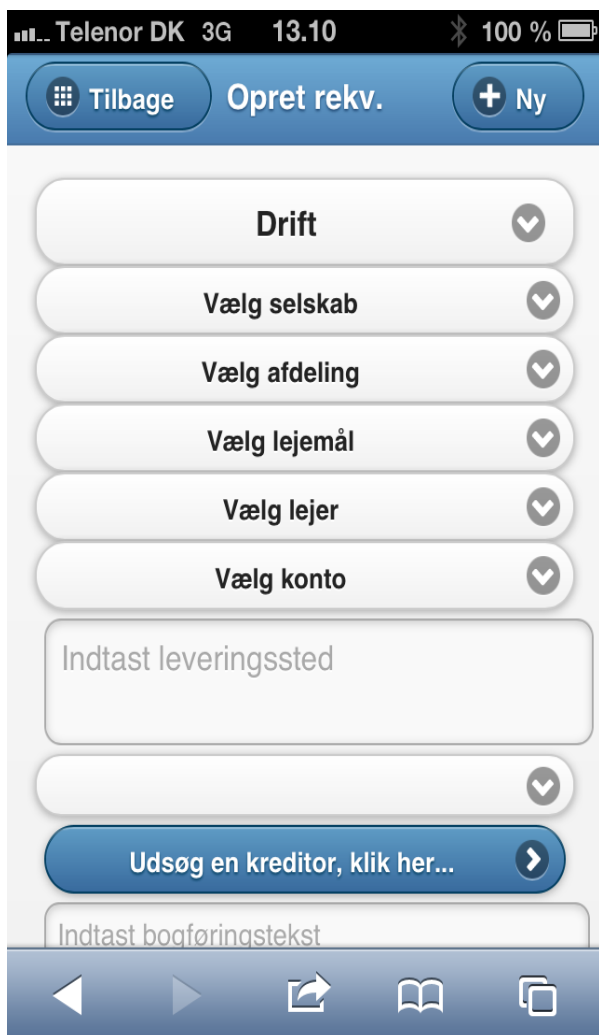 Telenor DK 3G 13.10 100 %
Tilbage Opret rekv. Ny
Drift
Vælg selskab
Vælg afdeling
Vælg lejemål
Vælg lejer
Vælg konto
Indtast leveringssted
Udsøg en kreditor, klik her...
Indtast bogføringstekst